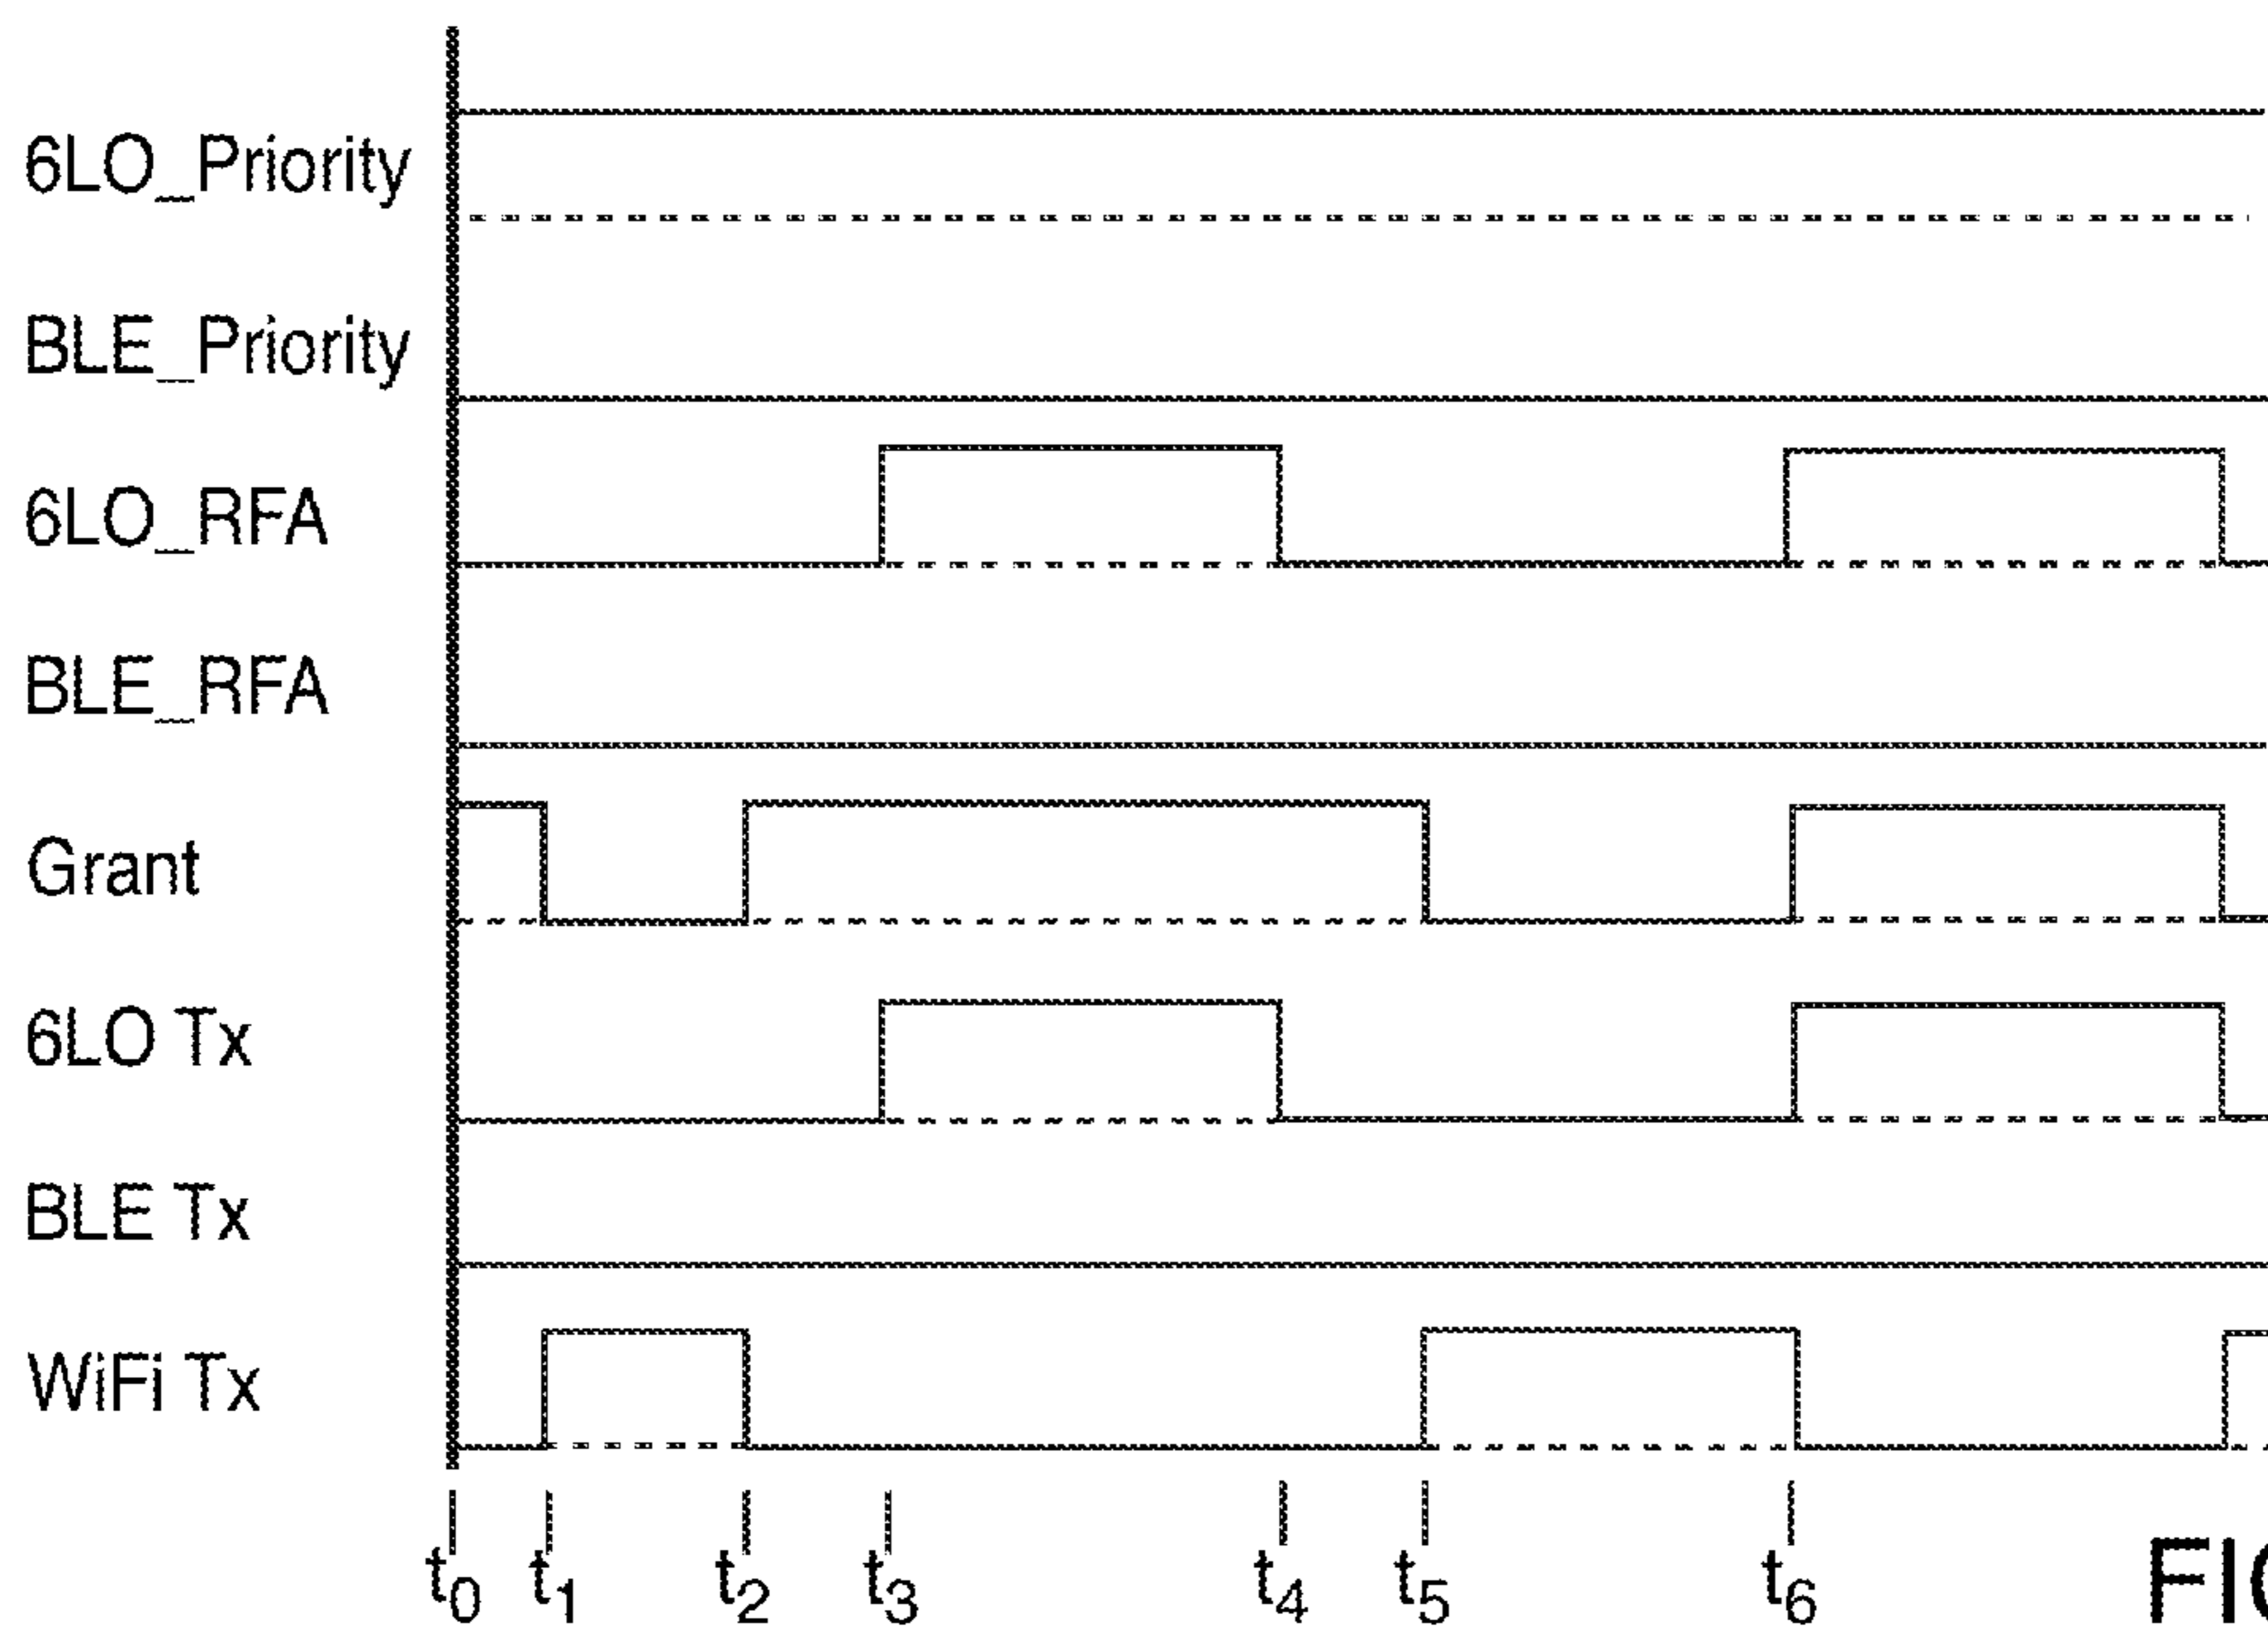 6LO_Priority
BLE_Priority
6LO_RFA
BLE_RFA
Grant
6LO Tx
BLE Tx
WiFi Tx
t0 t1 t2 t3 t4 t5 t6